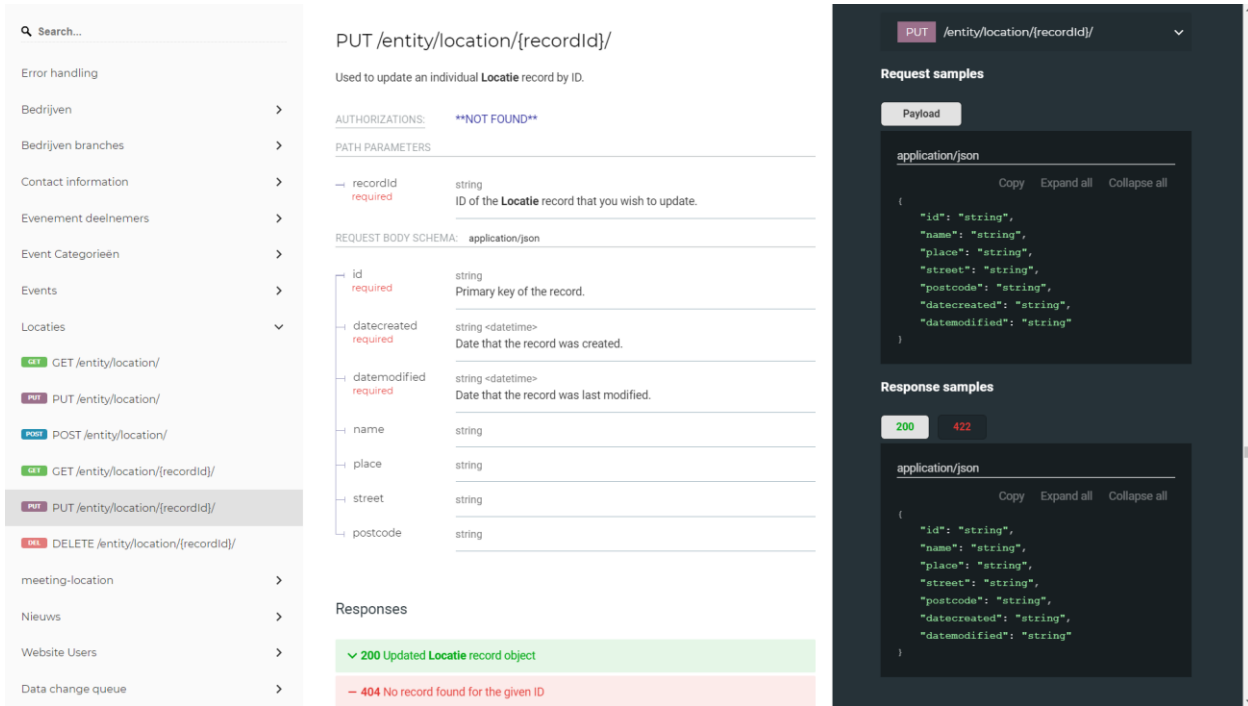 Search...
Error handling
Bedrijven
Bedrijven branches
Contact information
Evenement deelnemers
Event Categorieën
Events
Locaties
GET GET /entity/location/
PUT PUT /entity/location/
POST POST /entity/location/
GET GET /entity/location/{recordId}/
PUT PUT /entity/location/{recordId}/
DEL DELETE /entity/location/{recordId}/
meeting-location
Nieuws
Website Users
Data change queue
PUT /entity/location/{recordId}/
Used to update an individual Locatie record by ID.
AUTHORIZATIONS: **NOT FOUND**
PATH PARAMETERS
recordId string
required ID of the Locatie record that you wish to update.
REQUEST BODY SCHEMA: application/json
id string
required Primary key of the record.
datecreated string <datetime>
required Date that the record was created.
datemodified string <datetime>
required Date that the record was last modified.
name string
place string
street string
postcode string
Responses
200 Updated Locatie record object
404 No record found for the given ID
PUT /entity/location/{recordId}/
Request samples
Payload
application/json
Copy Expand all Collapse all
{
"id": "string",
"name": "string",
"place": "string",
"street": "string",
"postcode": "string",
"datecreated": "string",
"datemodified": "string"
}
Response samples
200 422
application/json
Copy Expand all Collapse all
{
"id": "string",
"name": "string",
"place": "string",
"street": "string",
"postcode": "string",
"datecreated": "string",
"datemodified": "string"
}